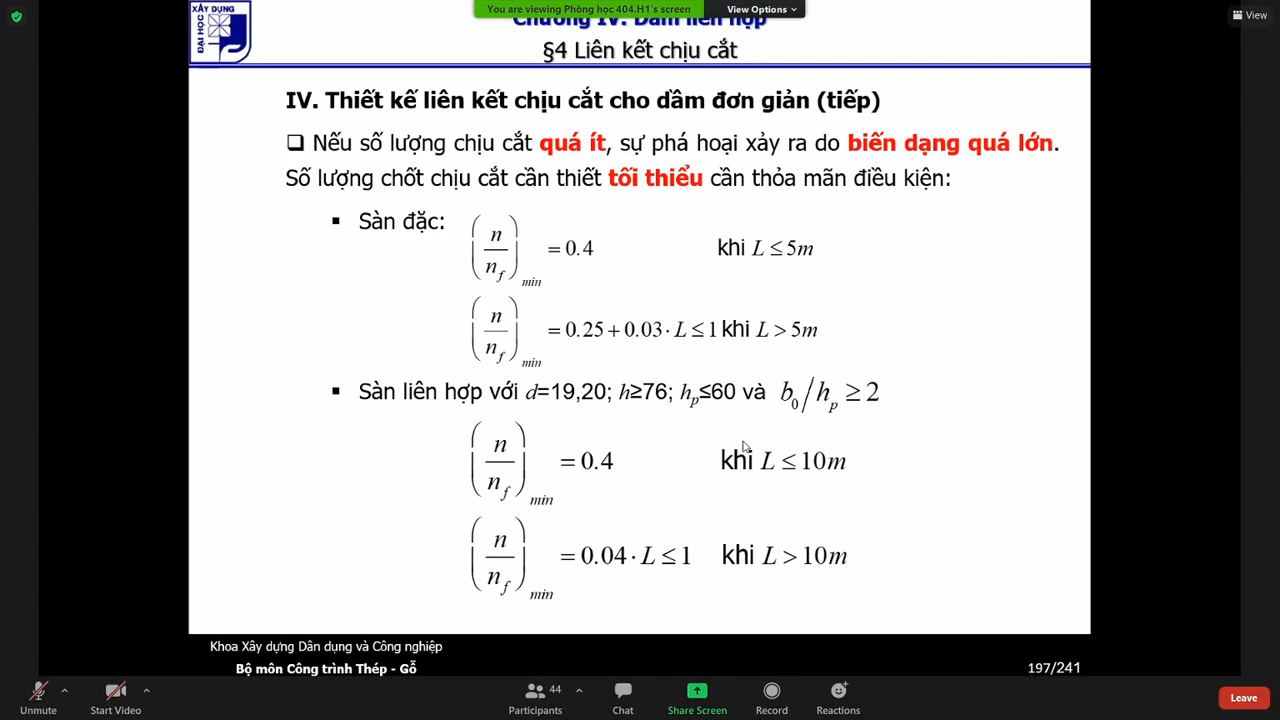 You are viewing Phòng học 404.H1's screen
View Options
View
XÂY DỰNG
ĐẠI HỌC
Chương IV. Dầm liên hợp
§4 Liên kết chịu cắt
IV. Thiết kế liên kết chịu cắt cho dầm đơn giản (tiếp)
❑ Nếu số lượng chịu cắt quá ít, sự phá hoại xảy ra do biến dạng quá lớn.
Số lượng chốt chịu cắt cần thiết tối thiểu cần thỏa mãn điều kiện:
▪ Sàn đặc: (n/n_f)_min = 0.4 khi L ≤ 5m
(n/n_f)_min = 0.25 + 0.03 · L ≤ 1 khi L > 5m
▪ Sàn liên hợp với d=19,20; h≥76; h_p≤60 và b_0/h_p ≥ 2
(n/n_f)_min = 0.4 khi L ≤ 10m
(n/n_f)_min = 0.04 · L ≤ 1 khi L > 10m
Khoa Xây dựng Dân dụng và Công nghiệp
Bộ môn Công trình Thép - Gỗ
197/241
Unmute
Start Video
44
Participants
Chat
Share Screen
Record
Reactions
Leave